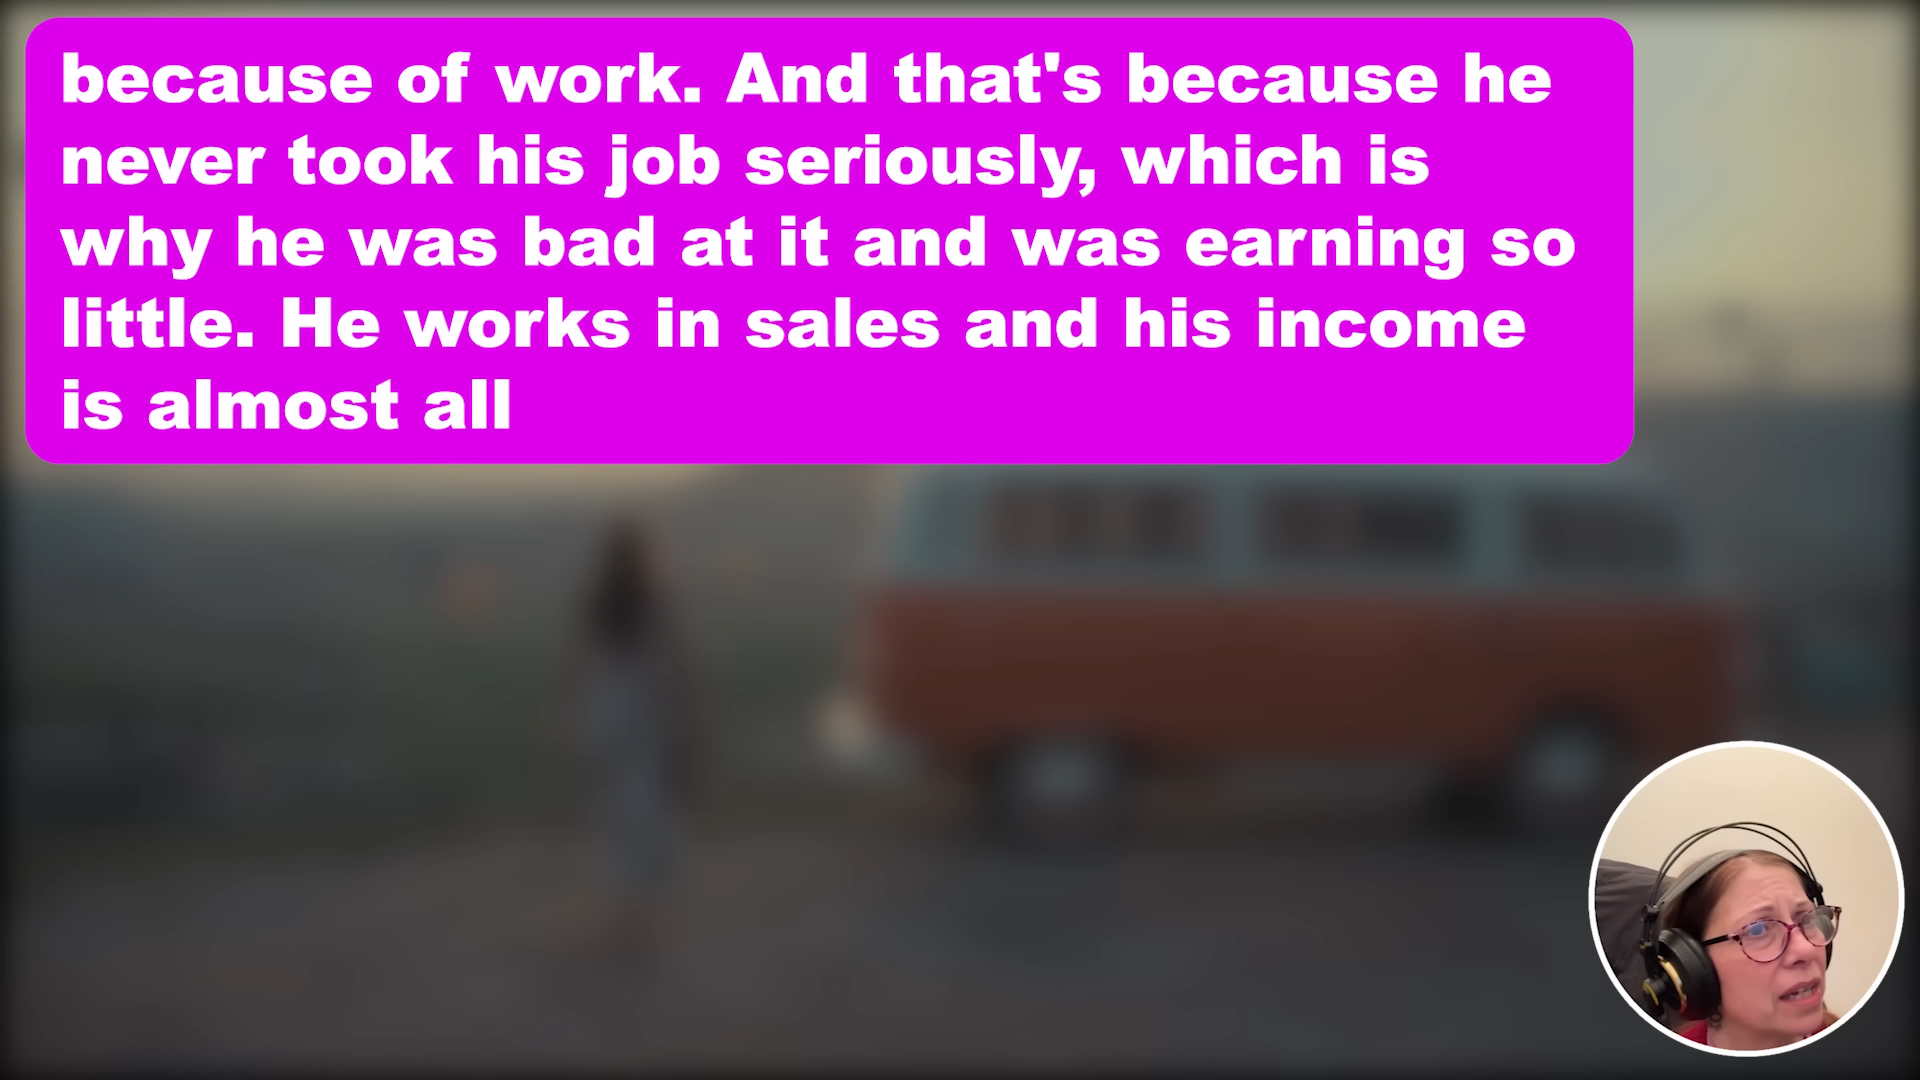 because of work. And that's because he
never took his job seriously, which is
why he was bad at it and was earning so
little. He works in sales and his income
is almost all